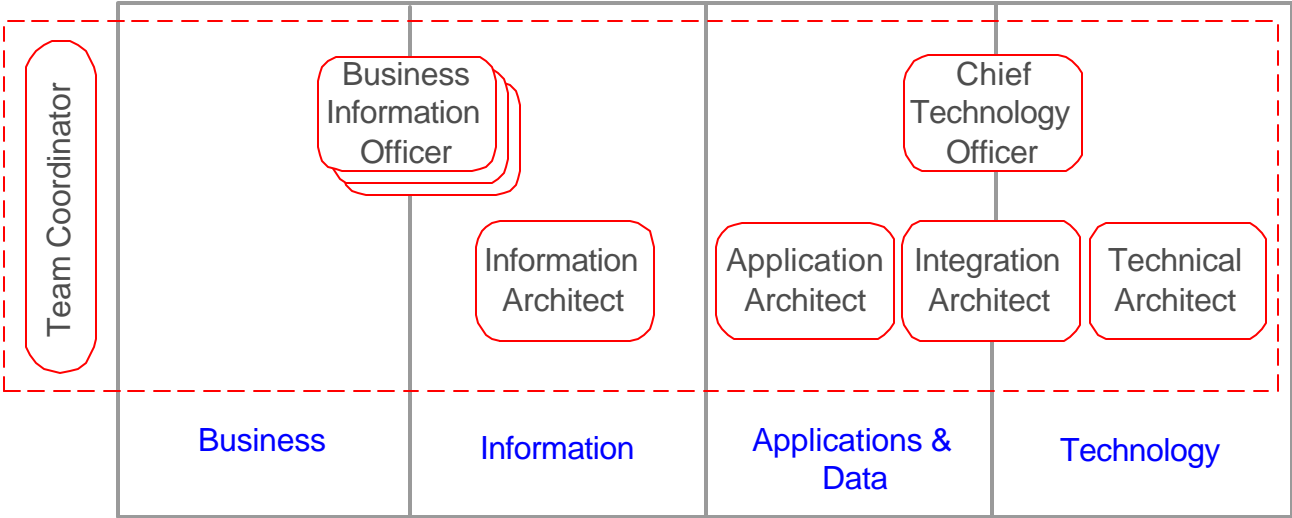 Team Coordinator
Business
Information
Officer
Chief
Technology
Officer
Information
Architect
Application
Architect
Integration
Architect
Technical
Architect
Business
Information
Applications &
Data
Technology